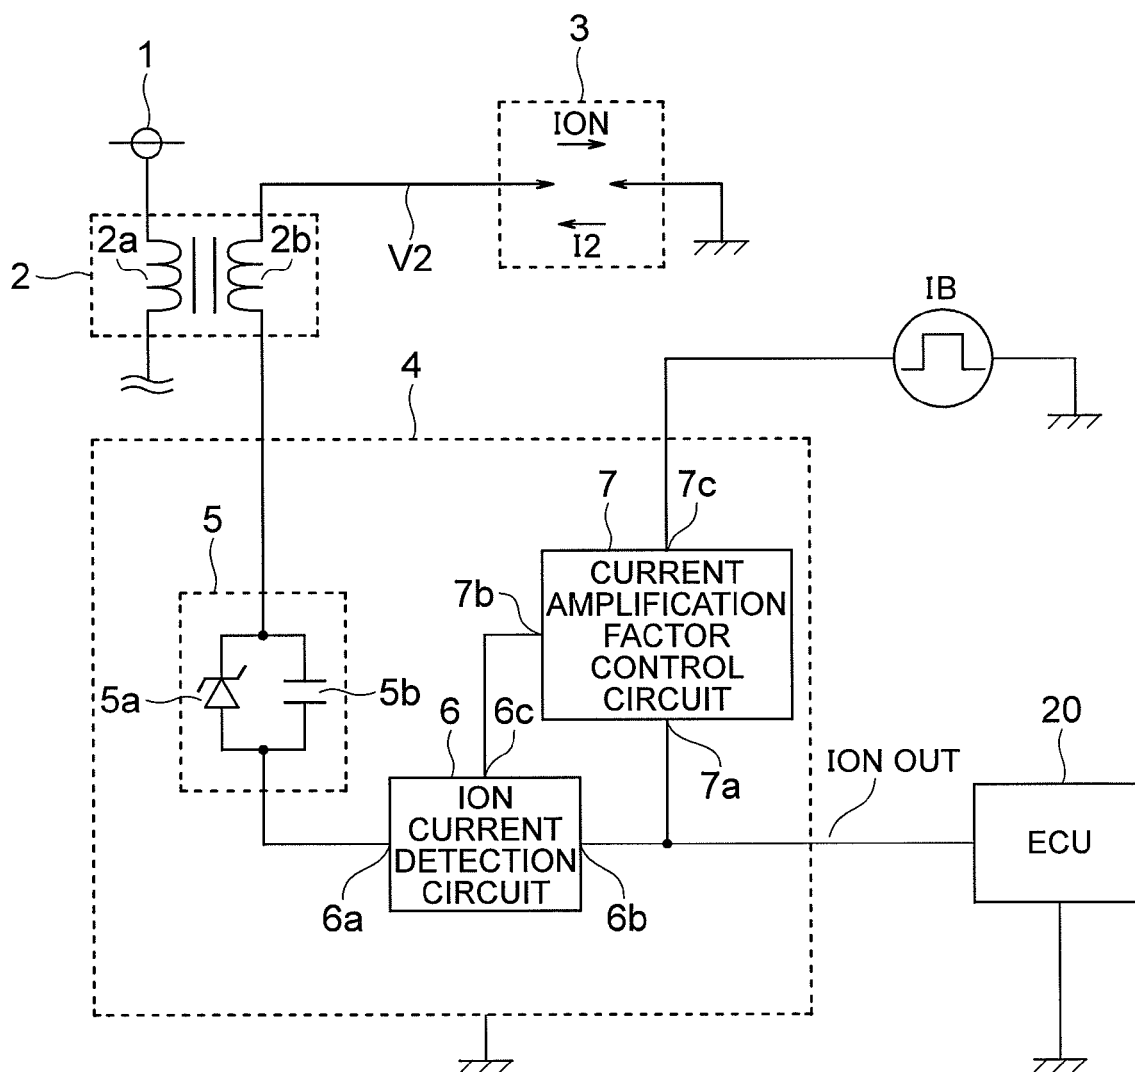 1
3
ION
2a
2b
2
V2
I2
IB
4
5
7
7c
7b
CURRENT
AMPLIFICATION
FACTOR
CONTROL
CIRCUIT
5a
5b
6
6c
7a
ION OUT
20
ION
CURRENT
DETECTION
CIRCUIT
ECU
6a
6b